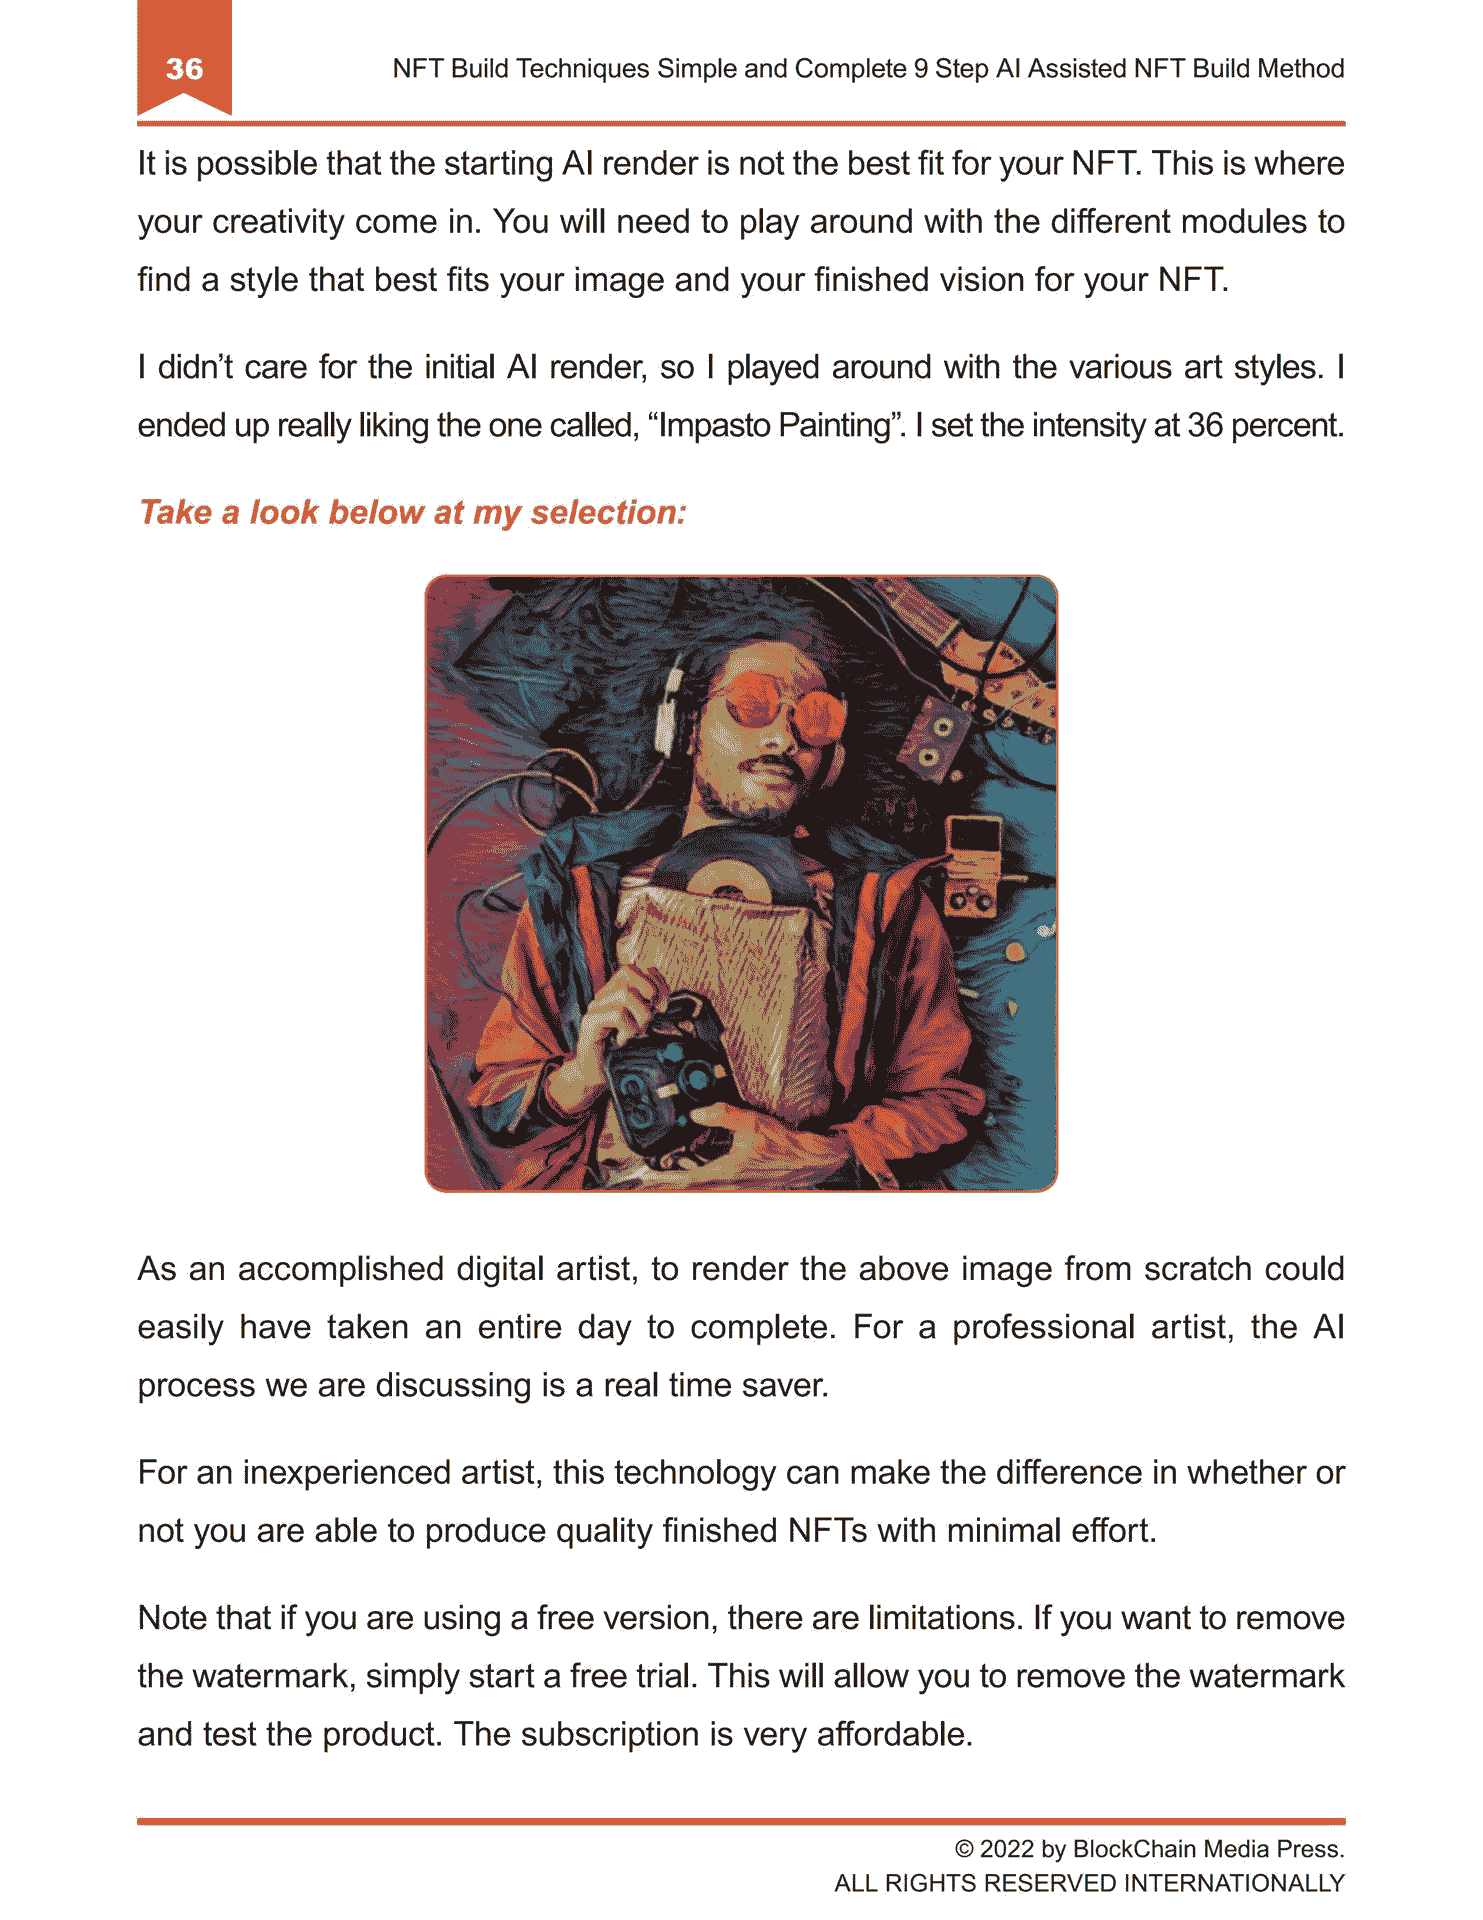 36
NFT Build Techniques Simple and Complete 9 Step AI Assisted NFT Build Method
It is possible that the starting AI render is not the best fit for your NFT. This is where
your creativity come in. You will need to play around with the different modules to
find a style that best fits your image and your finished vision for your NFT.
I didn’t care for the initial AI render, so I played around with the various art styles. I
ended up really liking the one called, “Impasto Painting”. I set the intensity at 36 percent.
Take a look below at my selection:
As an accomplished digital artist, to render the above image from scratch could
easily have taken an entire day to complete. For a professional artist, the AI
process we are discussing is a real time saver.
For an inexperienced artist, this technology can make the difference in whether or
not you are able to produce quality finished NFTs with minimal effort.
Note that if you are using a free version, there are limitations. If you want to remove
the watermark, simply start a free trial. This will allow you to remove the watermark
and test the product. The subscription is very affordable.
© 2022 by BlockChain Media Press.
ALL RIGHTS RESERVED INTERNATIONALLY